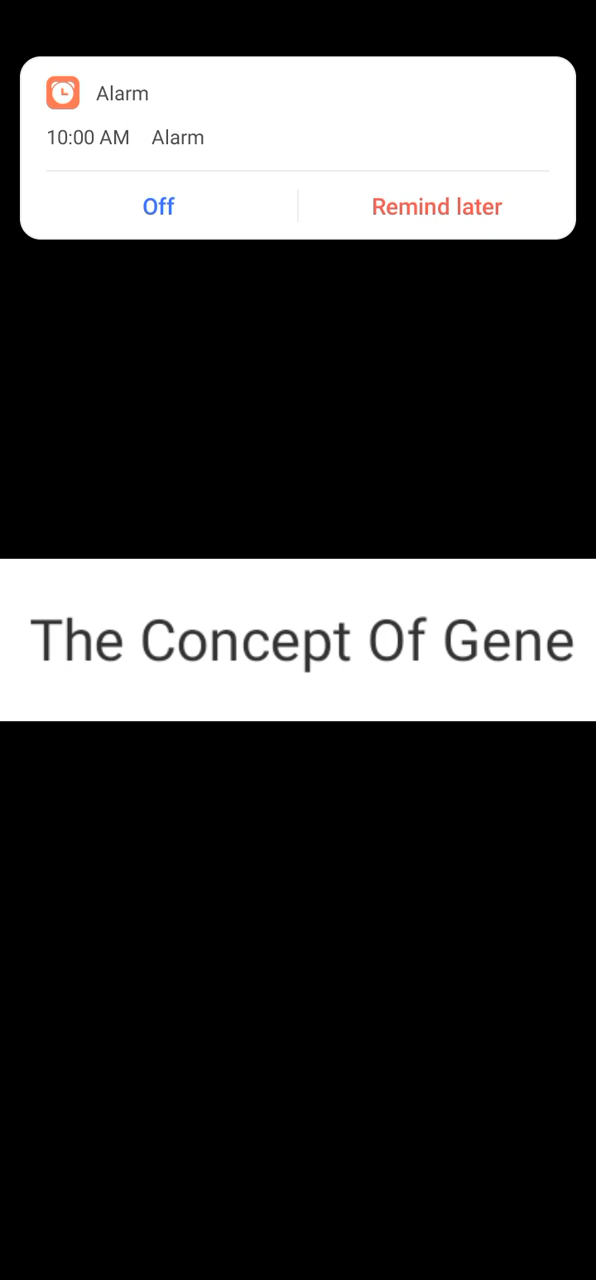 Alarm
10:00 AM Alarm
Off Remind later
The Concept Of Gene